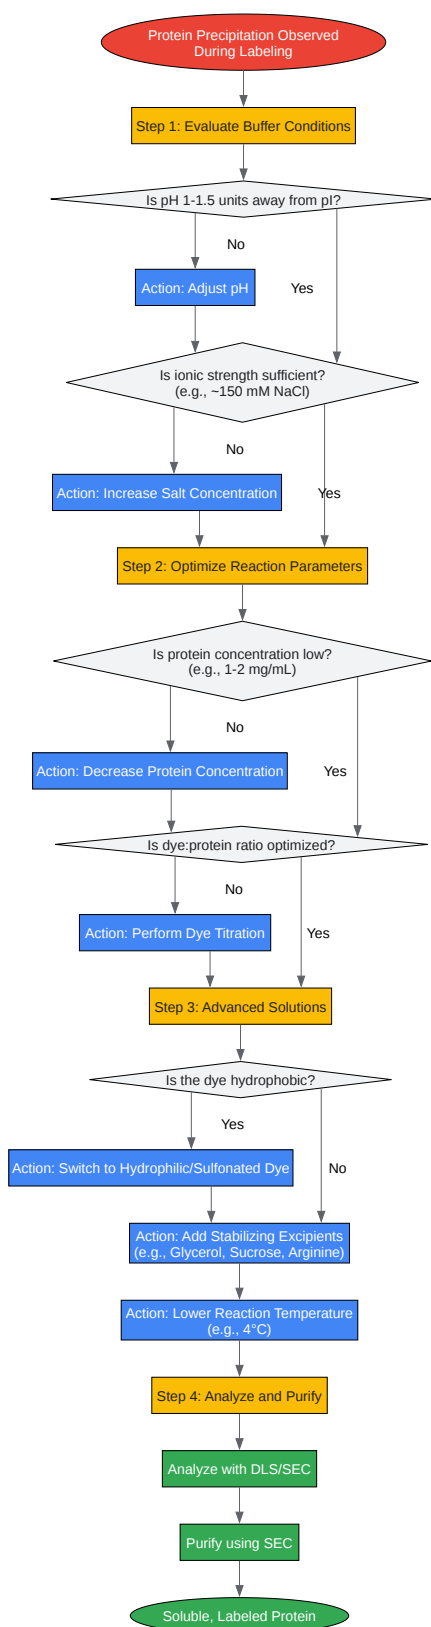 Protein Precipitation Observed
During Labeling
Step 1: Evaluate Buffer Conditions
Is pH 1-1.5 units away from pI?
No
Yes
Action: Adjust pH
Is ionic strength sufficient?
(e.g., ~150 mM NaCl)
No
Action: Increase Salt Concentration
Yes
Step 2: Optimize Reaction Parameters
Is protein concentration low?
(e.g., 1-2 mg/mL)
No
Action: Decrease Protein Concentration
Yes
Is dye:protein ratio optimized?
No
Action: Perform Dye Titration
Yes
Step 3: Advanced Solutions
Is the dye hydrophobic?
Yes
Action: Switch to Hydrophilic/Sulfonated Dye
No
Action: Add Stabilizing Excipients
(e.g., Glycerol, Sucrose, Arginine)
Action: Lower Reaction Temperature
(e.g., 4°C)
Step 4: Analyze and Purify
Analyze with DLS/SEC
Purify using SEC
Soluble, Labeled Protein